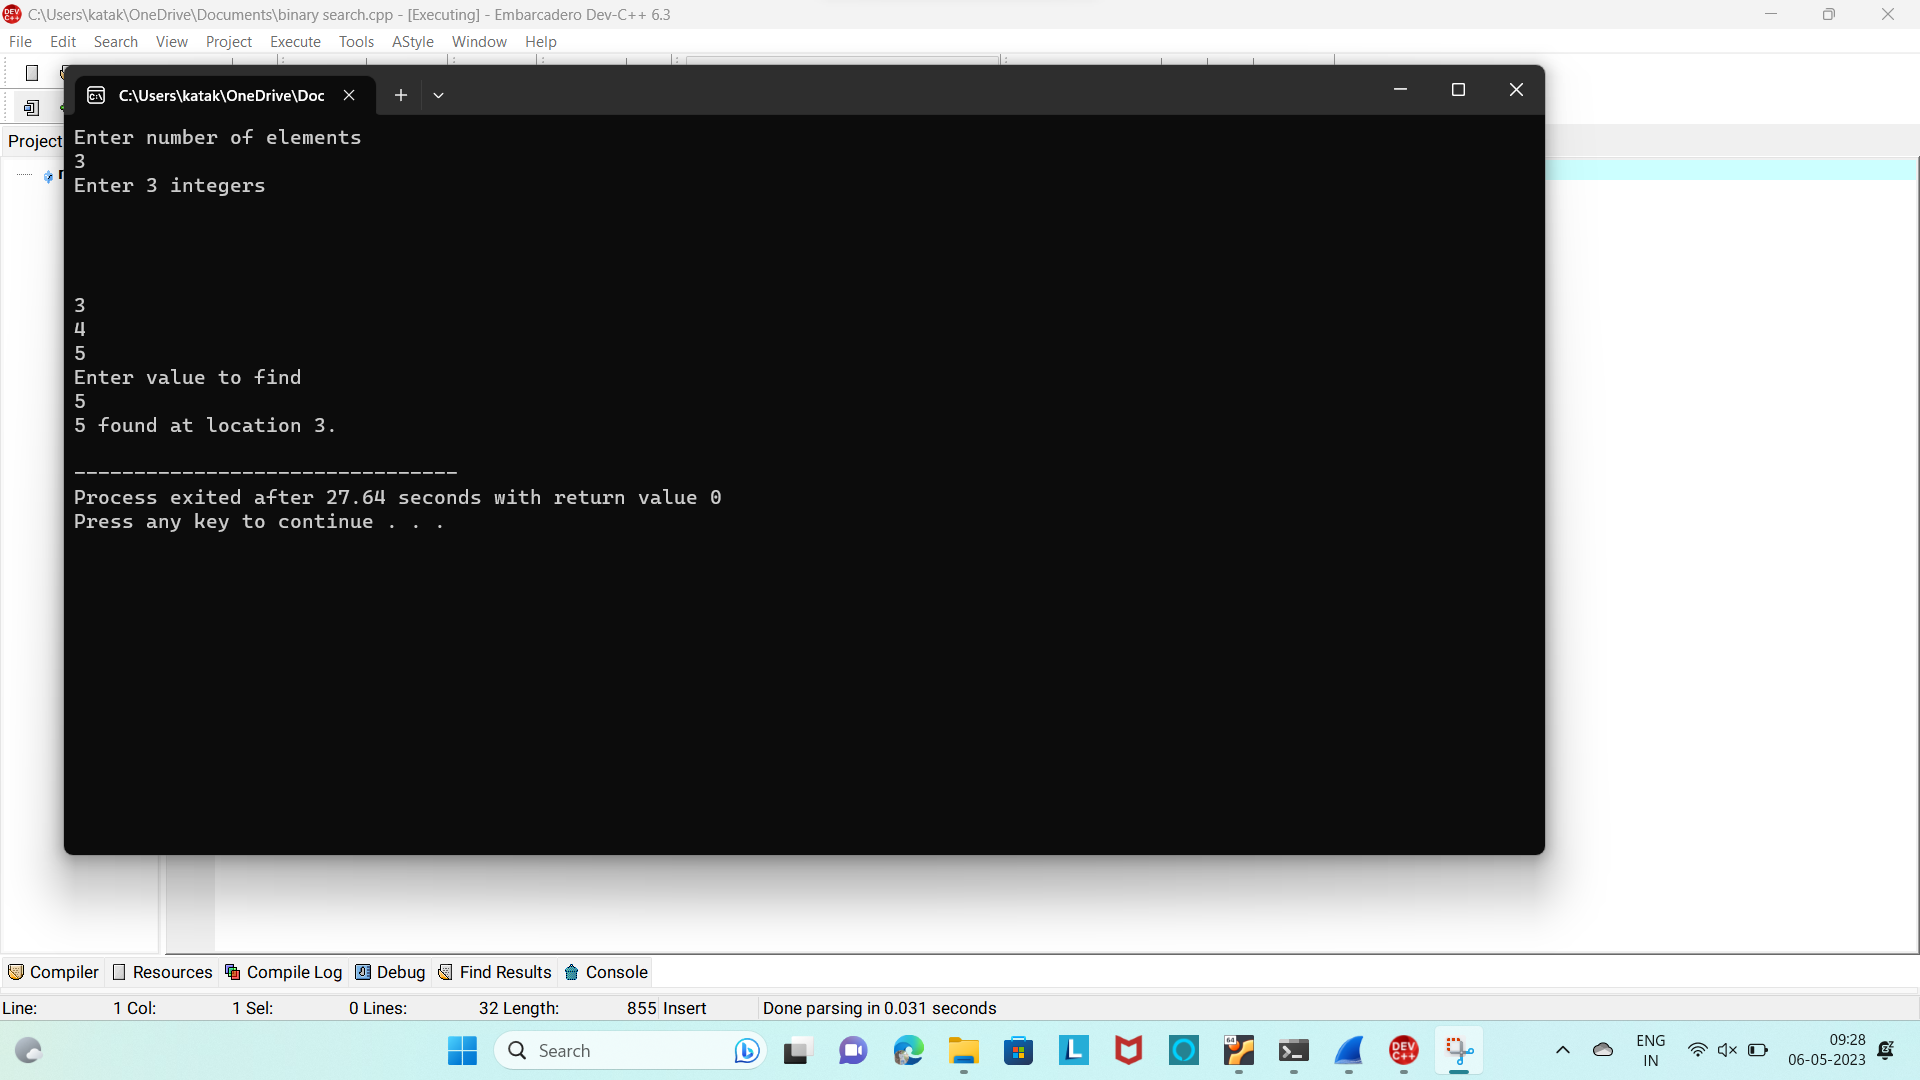 C:\Users\katak\OneDrive\Documents\binary search.cpp - [Executing] - Embarcadero Dev-C++ 6.3
File Edit Search View Project Execute Tools AStyle Window Help
C:\Users\katak\OneDrive\Doc
Project
Enter number of elements
3
Enter 3 integers
3
4
5
Enter value to find
5
5 found at location 3.
--------------------------------
Process exited after 27.64 seconds with return value 0
Press any key to continue . . .
Compiler Resources Compile Log Debug Find Results Console
Line: 1 Col: 1 Sel: 0 Lines: 32 Length: 855 Insert Done parsing in 0.031 seconds
Search
ENG
IN
09:28
06-05-2023